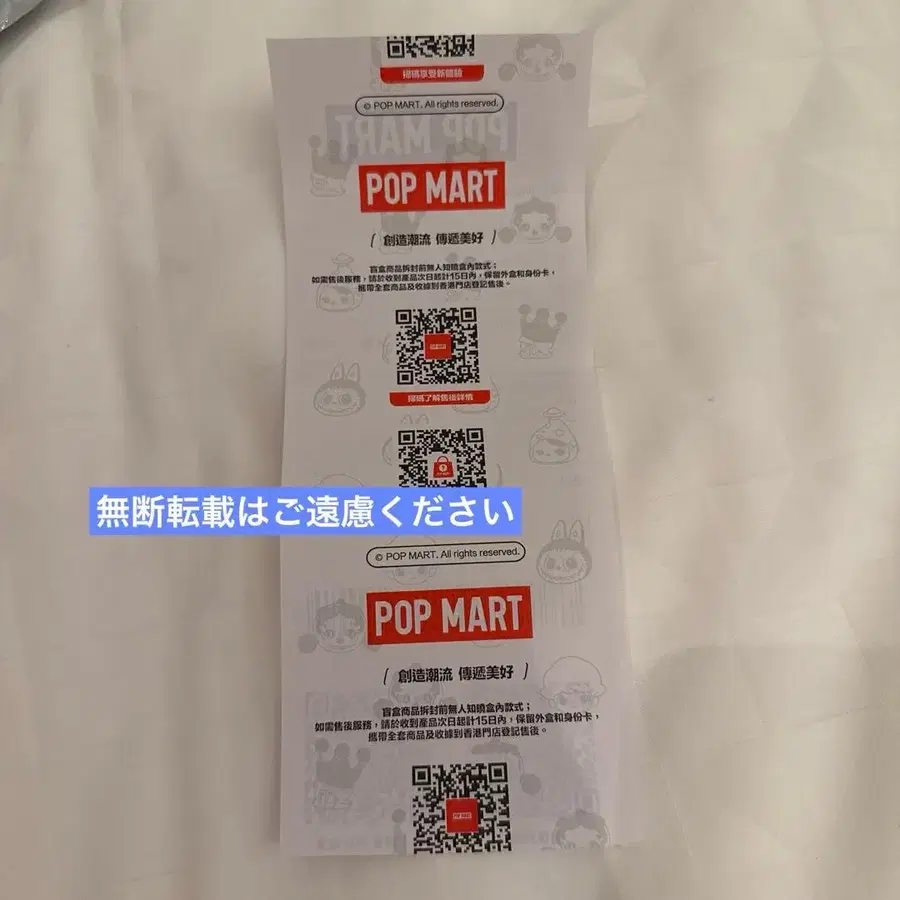 掃碼享受新體驗
© POP MART. All rights reserved.
POP MART
POP MART
創造潮流 傳遞美好
盲盒商品拆封前無人知曉盒內款式；
如需售後服務，請於收到產品次日起計15日內，保留外盒和身份卡，
攜帶全套商品及收據到香港門店登記售後。
POP MART
掃碼了解售後詳情
無断転載はご遠慮ください
© POP MART. All rights reserved.
POP MART
創造潮流 傳遞美好
盲盒商品拆封前無人知曉盒內款式；
如需售後服務，請於收到產品次日起計15日內，保留外盒和身份卡，
攜帶全套商品及收據到香港門店登記售後。
POP MART